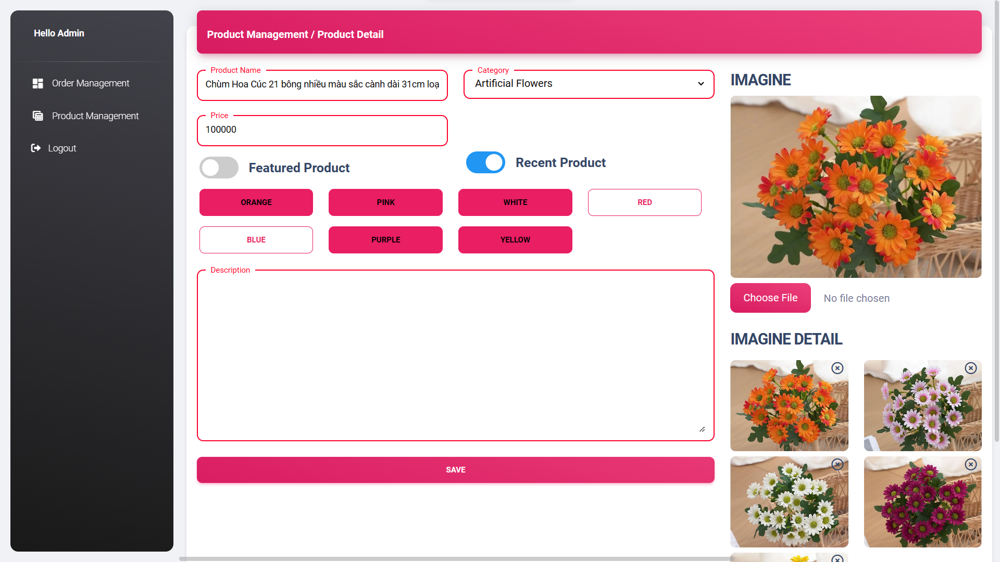 Hello Admin
Order Management
Product Management
Logout
Product Management / Product Detail
Product Name
Chùm Hoa Cúc 21 bông nhiều màu sắc cành dài 31cm loạ
Category
Artificial Flowers
Price
100000
Featured Product
Recent Product
ORANGE
PINK
WHITE
RED
BLUE
PURPLE
YELLOW
Description
SAVE
IMAGINE
Choose File
No file chosen
IMAGINE DETAIL